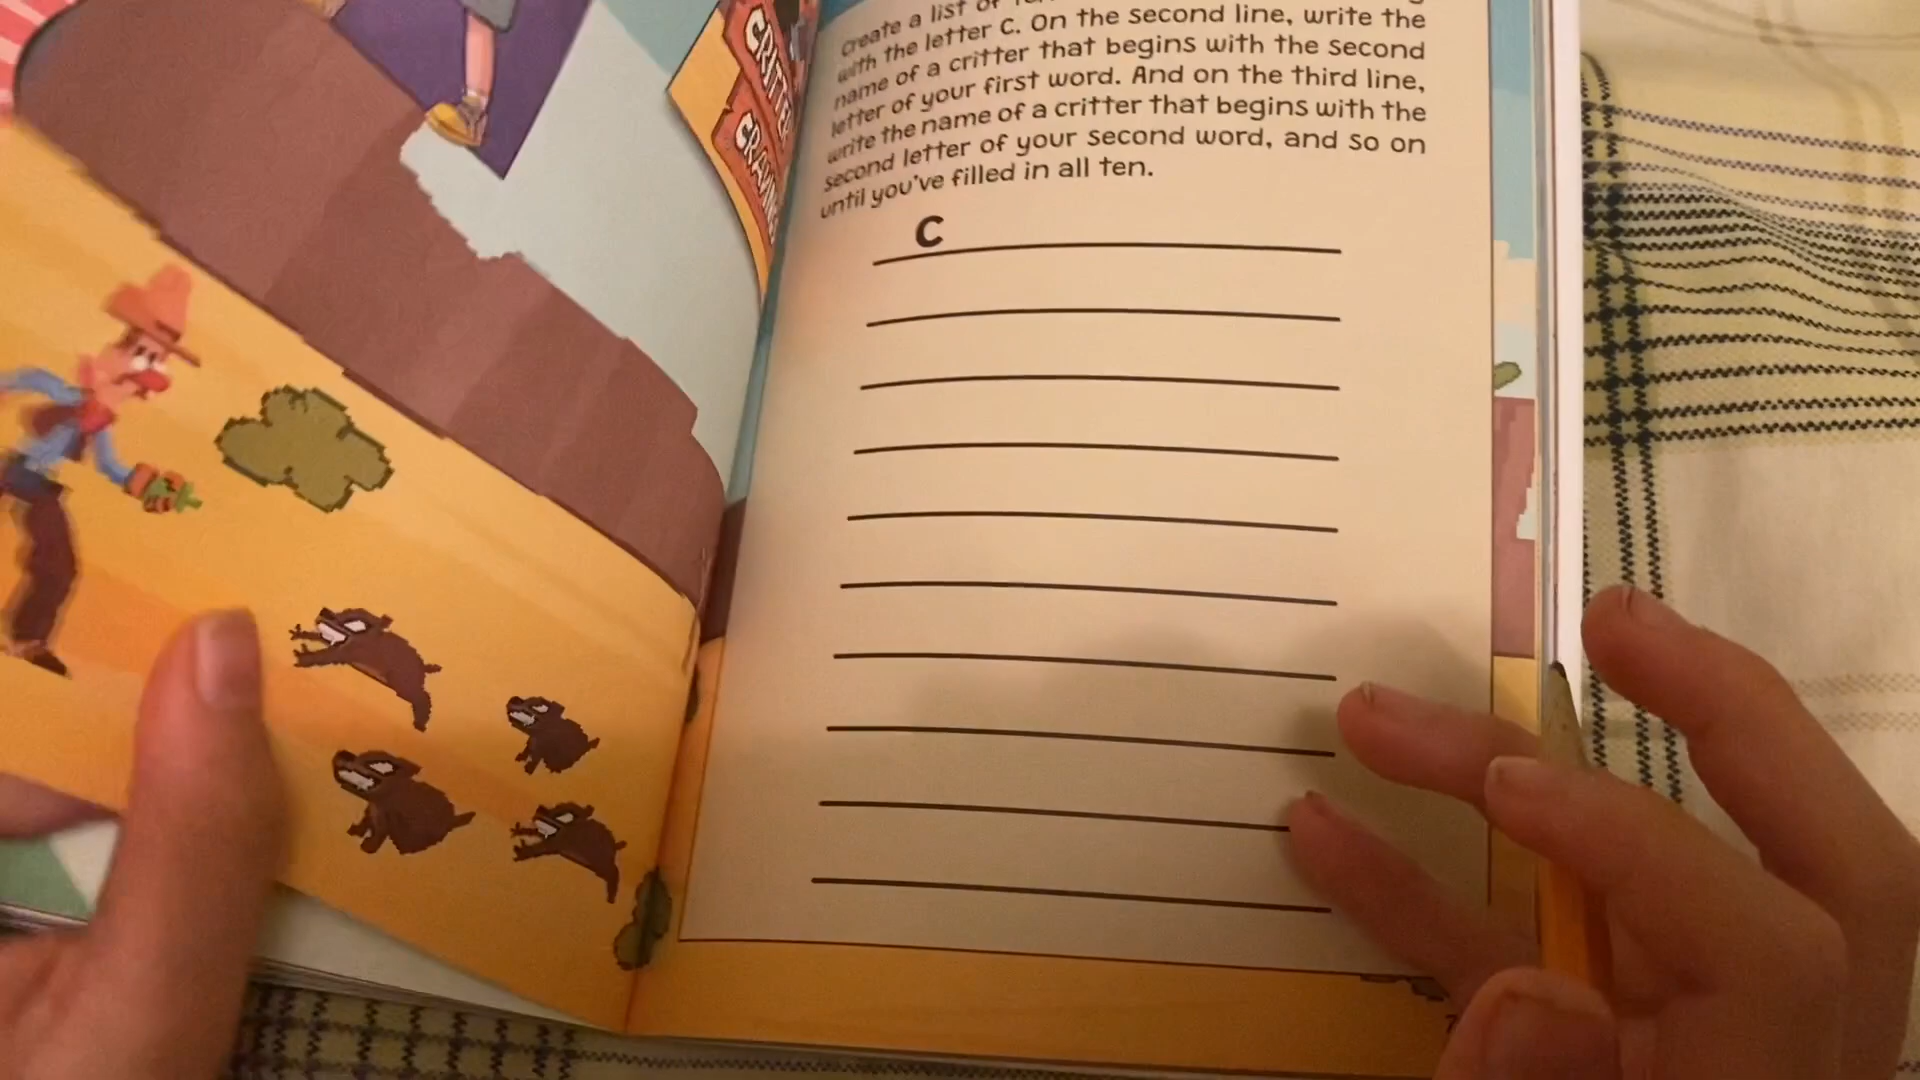 CRITTER
CRAVING
Create a list of
with the letter C. On the second line, write the
name of a critter that begins with the second
letter of your first word. And on the third line,
write the name of a critter that begins with the
second letter of your second word, and so on
until you've filled in all ten.
C